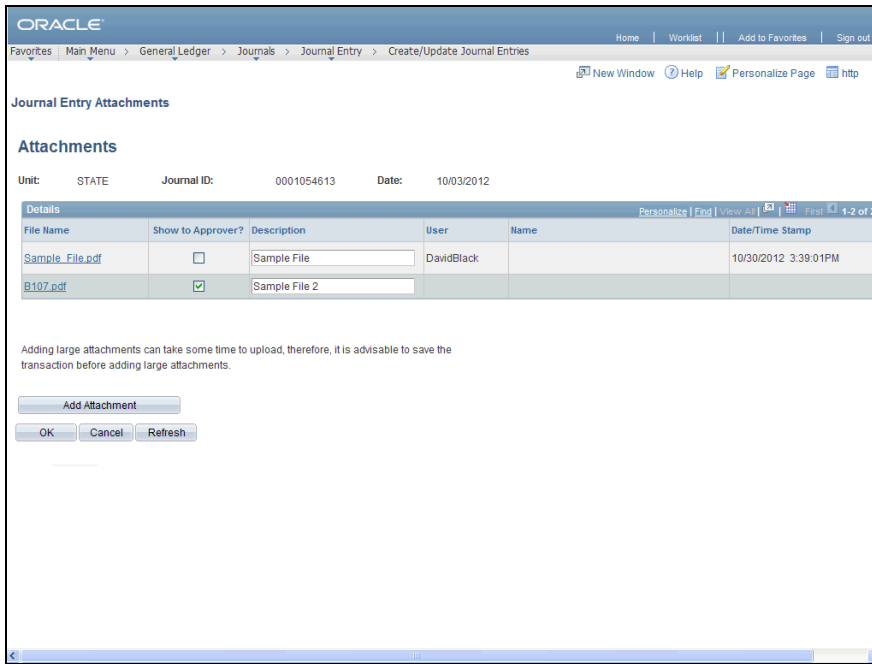 ORACLE
Home | Worklist || Add to Favorites | Sign out
Favorites | Main Menu > General Ledger > Journals > Journal Entry > Create/Update Journal Entries
New Window Help Personalize Page http
Journal Entry Attachments
Attachments
Unit: STATE Journal ID: 0001054613 Date: 10/03/2012
Details Personalize | Find | View All | | First 1-2 of
File Name Show to Approver? Description User Name Date/Time Stamp
Sample_File.pdf Sample File DavidBlack 10/30/2012 3:39:01PM
B107.pdf Sample File 2
Adding large attachments can take some time to upload, therefore, it is advisable to save the
transaction before adding large attachments.
Add Attachment
OK Cancel Refresh